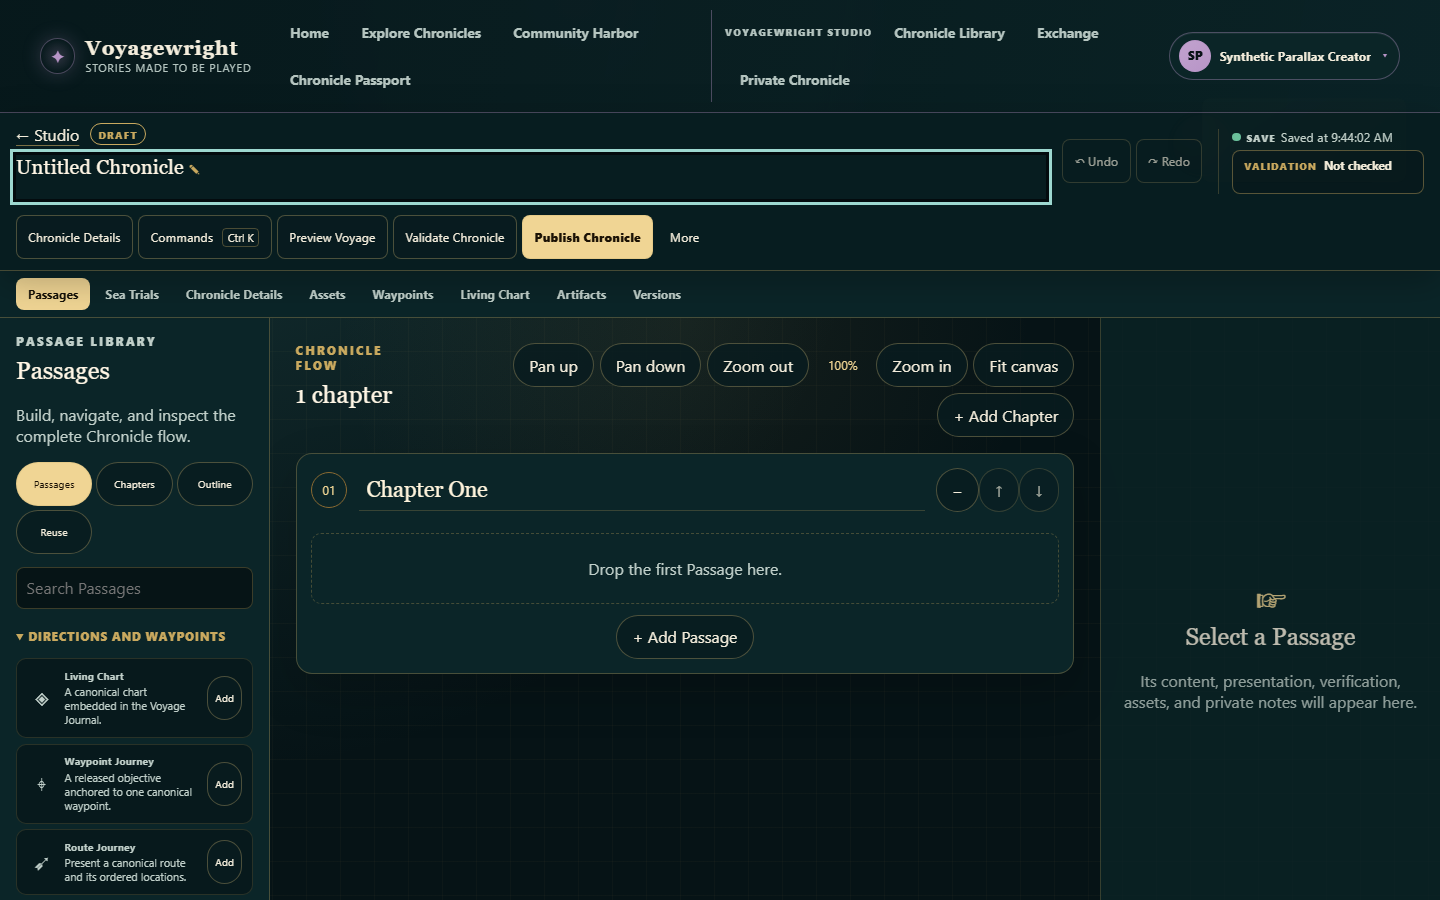 Voyagewright
STORIES MADE TO BE PLAYED
Home
Explore Chronicles
Community Harbor
Chronicle Passport
VOYAGEWRIGHT STUDIO
Chronicle Library
Exchange
Private Chronicle
SP
Synthetic Parallax Creator
← Studio
DRAFT
Untitled Chronicle
↶ Undo
↷ Redo
SAVE Saved at 9:44:02 AM
VALIDATION Not checked
Chronicle Details
Commands Ctrl K
Preview Voyage
Validate Chronicle
Publish Chronicle
More
Passages
Sea Trials
Chronicle Details
Assets
Waypoints
Living Chart
Artifacts
Versions
PASSAGE LIBRARY
Passages
Build, navigate, and inspect the
complete Chronicle flow.
Passages
Chapters
Outline
Reuse
Search Passages
▾ DIRECTIONS AND WAYPOINTS
Living Chart
A canonical chart
embedded in the Voyage
Journal.
Add
Waypoint Journey
A released objective
anchored to one canonical
waypoint.
Add
Route Journey
Present a canonical route
and its ordered locations.
Add
CHRONICLE
FLOW
1 chapter
Pan up
Pan down
Zoom out
100%
Zoom in
Fit canvas
+ Add Chapter
01
Chapter One
−
↑
↓
Drop the first Passage here.
+ Add Passage
Select a Passage
Its content, presentation, verification,
assets, and private notes will appear here.